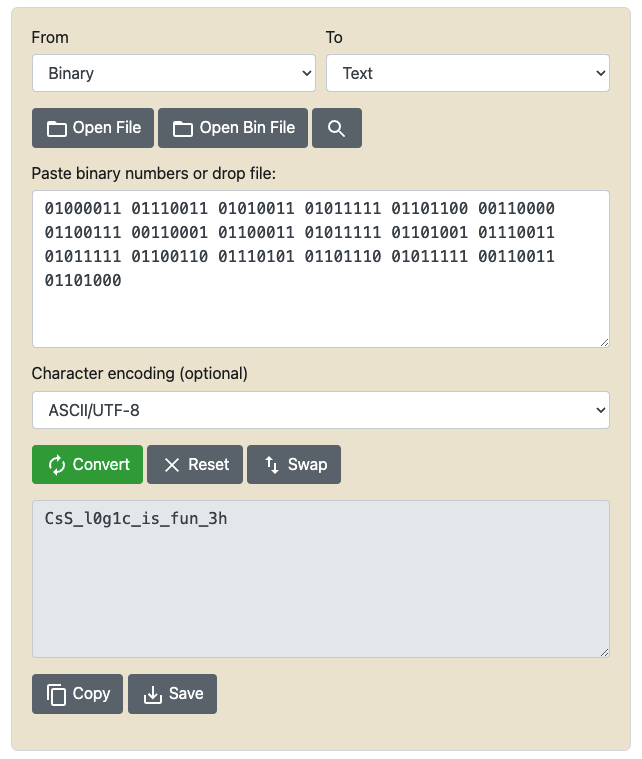 From To
Binary Text
Open File Open Bin File
Paste binary numbers or drop file:
01000011 01110011 01010011 01011111 01101100 00110000
01100111 00110001 01100011 01011111 01101001 01110011
01011111 01100110 01110101 01101110 01011111 00110011
01101000
Character encoding (optional)
ASCII/UTF-8
Convert Reset Swap
CsS_l0g1c_is_fun_3h
Copy Save